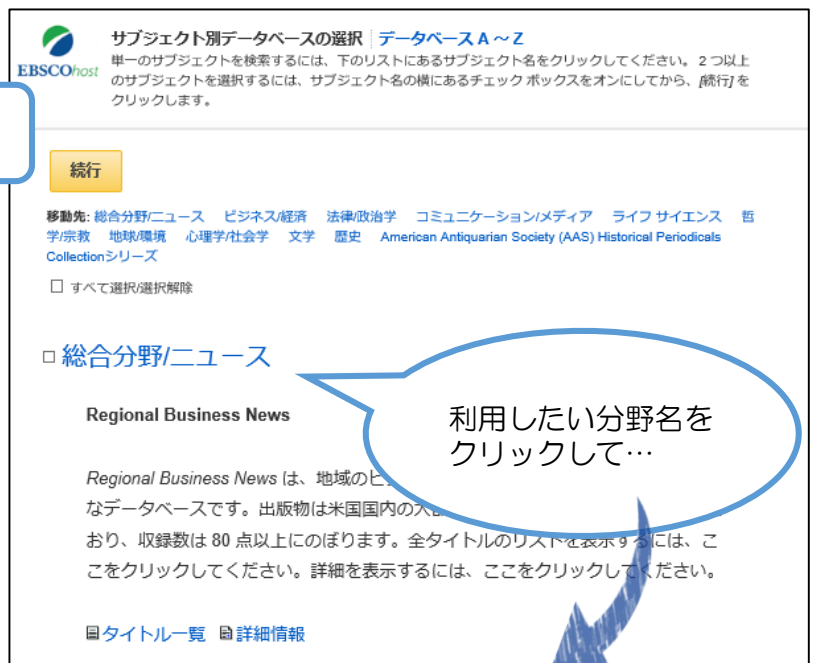 サブジェクト別データベースの選択 データベース A ～ Z
EBSCOhost
単一のサブジェクトを検索するには、下のリストにあるサブジェクト名をクリックしてください。 2 つ以上
のサブジェクトを選択するには、サブジェクト名の横にあるチェック ボックスをオンにしてから、[続行] を
クリックします。
続行
移動先: 総合分野/ニュース ビジネス/経済 法律/政治学 コミュニケーション/メディア ライフ サイエンス 哲
学/宗教 地球/環境 心理学/社会学 文学 歴史 American Antiquarian Society (AAS) Historical Periodicals
Collectionシリーズ
すべて選択/選択解除
総合分野/ニュース
利用したい分野名を
クリックして…
Regional Business News
Regional Business News は、地域のビ
なデータベースです。出版物は米国国内の大
おり、収録数は 80 点以上にのぼります。全タイトルのリストを表示するには、こ
こをクリックしてください。詳細を表示するには、ここをクリックしてください。
タイトル一覧 詳細情報